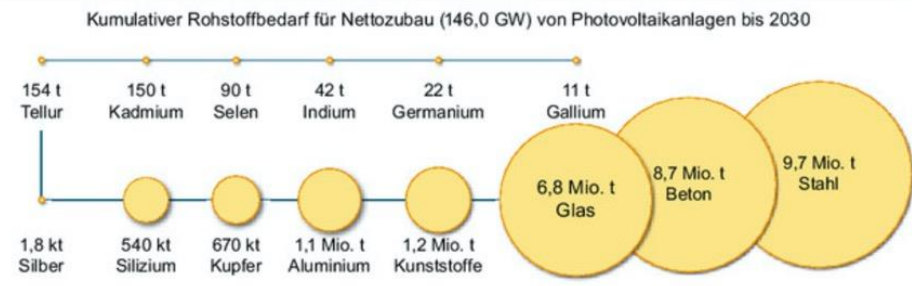 Kumulativer Rohstoffbedarf für Nettozubau (146,0 GW) von Photovoltaikanlagen bis 2030
154 t
Tellur
150 t
Kadmium
90 t
Selen
42 t
Indium
22 t
Germanium
11 t
Gallium
1,8 kt
Silber
540 kt
Silizium
670 kt
Kupfer
1,1 Mio. t
Aluminium
1,2 Mio. t
Kunststoffe
6,8 Mio. t
Glas
8,7 Mio. t
Beton
9,7 Mio. t
Stahl